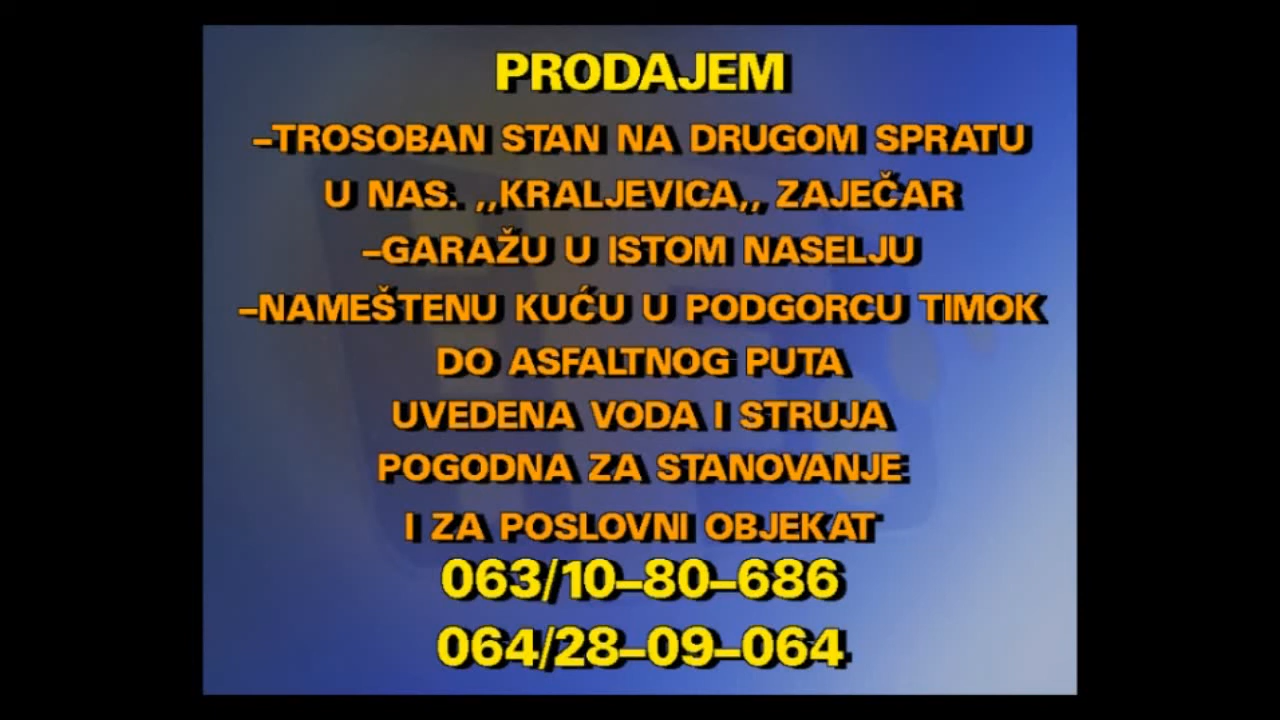 PRODAJEM
–TROSOBAN STAN NA DRUGOM SPRATU
U NAS. ,,KRALJEVICA,, ZAJEČAR
–GARAŽU U ISTOM NASELJU
–NAMEŠTENU KUĆU U PODGORCU TIMOK
DO ASFALTNOG PUTA
UVEDENA VODA I STRUJA
POGODNA ZA STANOVANJE
I ZA POSLOVNI OBJEKAT
063/10–80–686
064/28–09–064